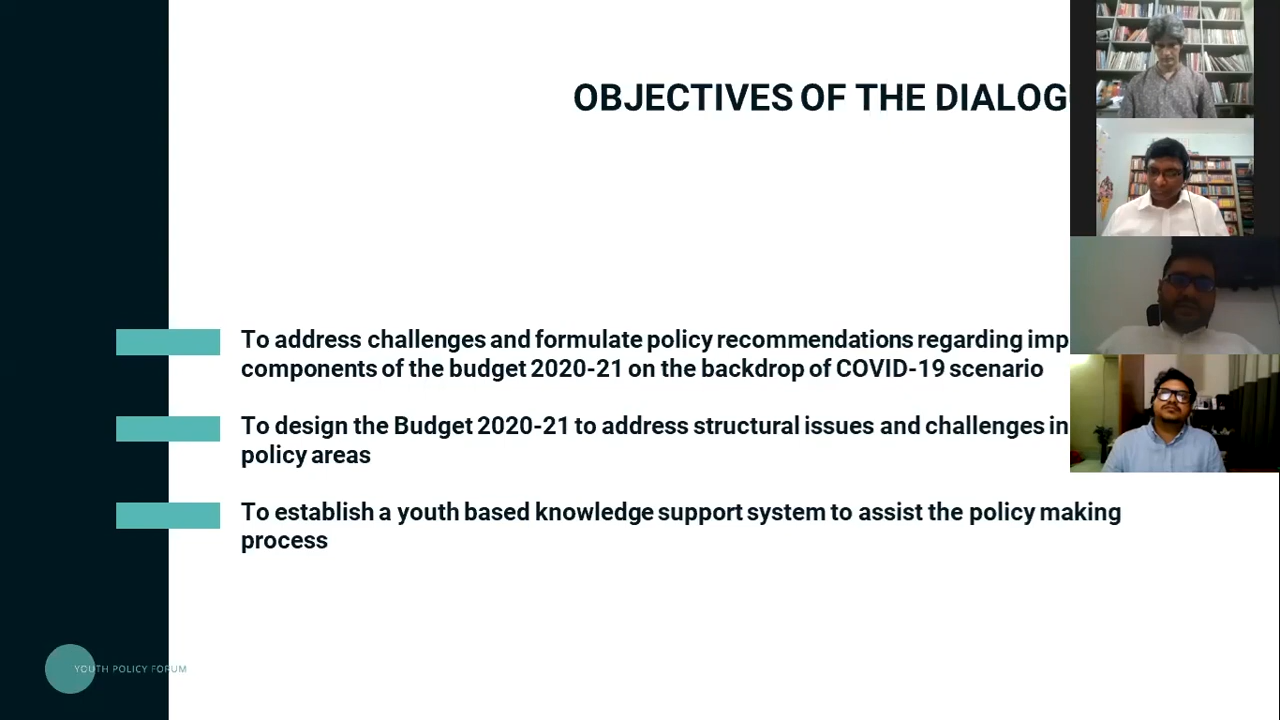 OBJECTIVES OF THE DIALOG
To address challenges and formulate policy recommendations regarding imp
components of the budget 2020-21 on the backdrop of COVID-19 scenario
To design the Budget 2020-21 to address structural issues and challenges in
policy areas
To establish a youth based knowledge support system to assist the policy making
process
YOUTH POLICY FORUM